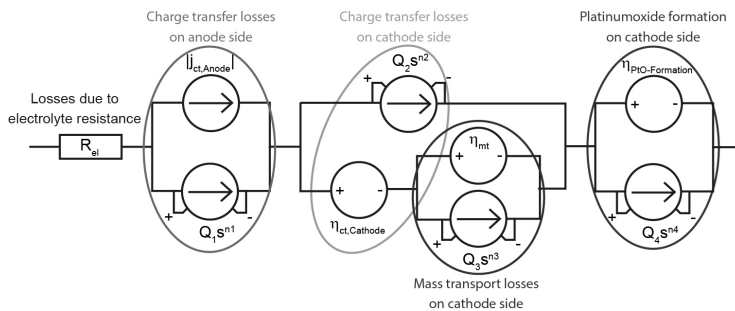 Charge transfer losses
on anode side
Charge transfer losses
on cathode side
Platinumoxide formation
on cathode side
|j_ct,Anode|
Q_2s^n2
+ -
η_PtO-Formation
+ -
Losses due to
electrolyte resistance
R_el
η_mt
+ -
+ -
η_ct,Cathode
+ -
Q_1s^n1
+ -
Q_3s^n3
+ -
Q_4s^n4
Mass transport losses
on cathode side